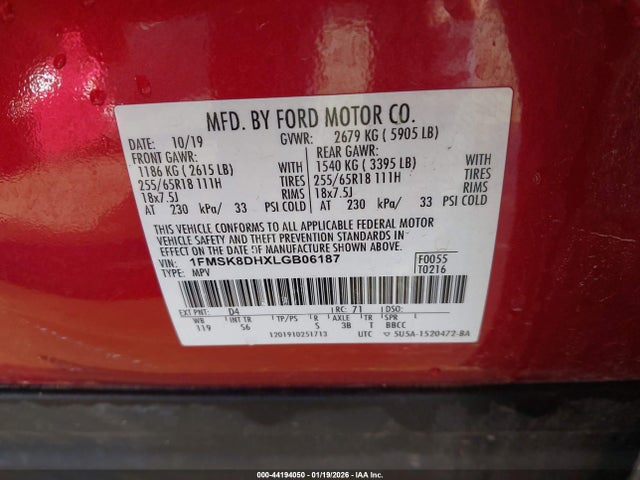 MFD. BY FORD MOTOR CO.
DATE: 10/19 GVWR: 2679 KG ( 5905 LB)
FRONT GAWR: REAR GAWR:
1186 KG ( 2615 LB) WITH 1540 KG ( 3395 LB) WITH
255/65R18 111H TIRES 255/65R18 111H TIRES
18x7.5J RIMS 18x7.5J RIMS
AT 230 kPa/ 33 PSI COLD AT 230 kPa/ 33 PSI COLD
THIS VEHICLE CONFORMS TO ALL APPLICABLE FEDERAL MOTOR
VEHICLE SAFETY AND THEFT PREVENTION STANDARDS IN
EFFECT ON THE DATE OF MANUFACTURE SHOWN ABOVE.
VIN: 1FMSK8DHXLGB06187 F0055
TYPE: MPV T0216
EXT PNT: D4 RC: 71 DSO:
WB INT TR TP/PS R AXLE TR SPR
119 56 S 3B T BBCC
1201910251713 UTC 5U5A-1520472-BA
000-44194050 | 01/19/2026 | IAA Inc.